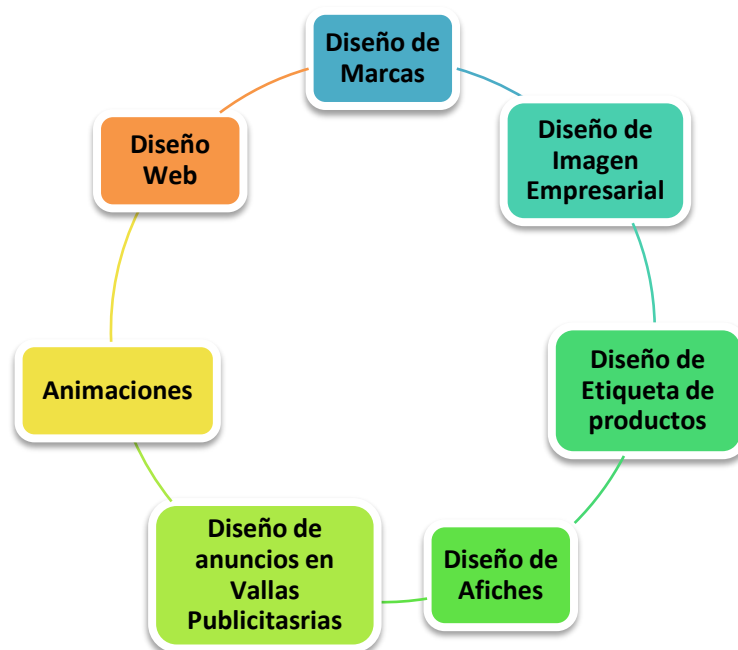 Diseño de
Marcas
Diseño de
Imagen
Empresarial
Diseño de
Etiqueta de
productos
Diseño de
Afiches
Diseño de
anuncios en
Vallas
Publicitasrias
Animaciones
Diseño
Web